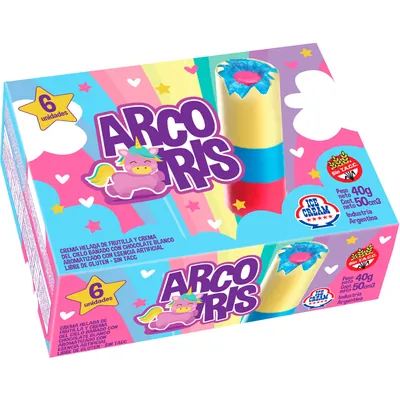 6
unidades
ARCO
IRIS
CREMA HELADA DE FRUTILLA Y CREMA
DEL CIELO BAÑADO CON CHOCOLATE BLANCO
AROMATIZADO CON ESENCIA ARTIFICIAL
LIBRE DE GLUTEN - SIN TACC
SIN T.A.C.C.
ICE
CREAM
Peso
neto 40g
Cont.
neto 50cm3
Industria
Argentina
6
unidades
ARCO
IRIS
CREMA HELADA DE
FRUTILLA Y CREMA
DEL CIELO BAÑADO CON
CHOCOLATE BLANCO
AROMATIZADO CON
ESENCIA ARTIFICIAL
LIBRE DE GLUTEN - SIN TACC
ICE
CREAM
SIN T.A.C.C.
Peso
neto 40g
Cont.
neto 50cm3
Industria
Argentina